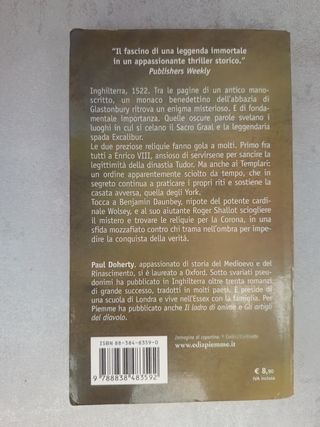 "Il fascino di una leggenda immortale
in un appassionante thriller storico."
Publishers Weekly
Inghilterra, 1522. Tra le pagine di un antico mano-
scritto, un monaco benedettino dell'abbazia di
Glastonbury ritrova un enigma misterioso. E di fonda-
mentale importanza. Quelle oscure parole svelano i
luoghi in cui si celano il Sacro Graal e la leggendaria
spada Excalibur.
Le due preziose reliquie fanno gola a molti. Primo fra
tutti a Enrico VIII, ansioso di servirsene per sancire la
legittimità della dinastia Tudor. Ma anche ai Templari:
un ordine apparentemente sciolto da tempo, che in
segreto continua a praticare i propri riti e sostiene la
casata avversa, quella degli York.
Tocca a Benjamin Daunbey, nipote del potente cardi-
nale Wolsey, e al suo aiutante Roger Shallot sciogliere
il mistero e trovare le reliquie per la Corona, in una
sfida mozzafiato contro chi trama nell'ombra per impe-
dire la conquista della verità.
Paul Doherty, appassionato di storia del Medioevo e del
Rinascimento, si è laureato a Oxford. Sotto svariati pseu-
donimi ha pubblicato in Inghilterra oltre trenta romanzi
di grande successo, tradotti in molti paesi. È preside di
una scuola di Londra e vive nell'Essex con la famiglia. Per
Piemme ha pubblicato anche Il ladro di anime e Gli artigli
del diavolo.
Immagine di copertina: © Corbis/Contrasto
www.edizpiemme.it
ISBN 88-384-8359-0
9 788838 483592
€ 8,90
IVA inclusa